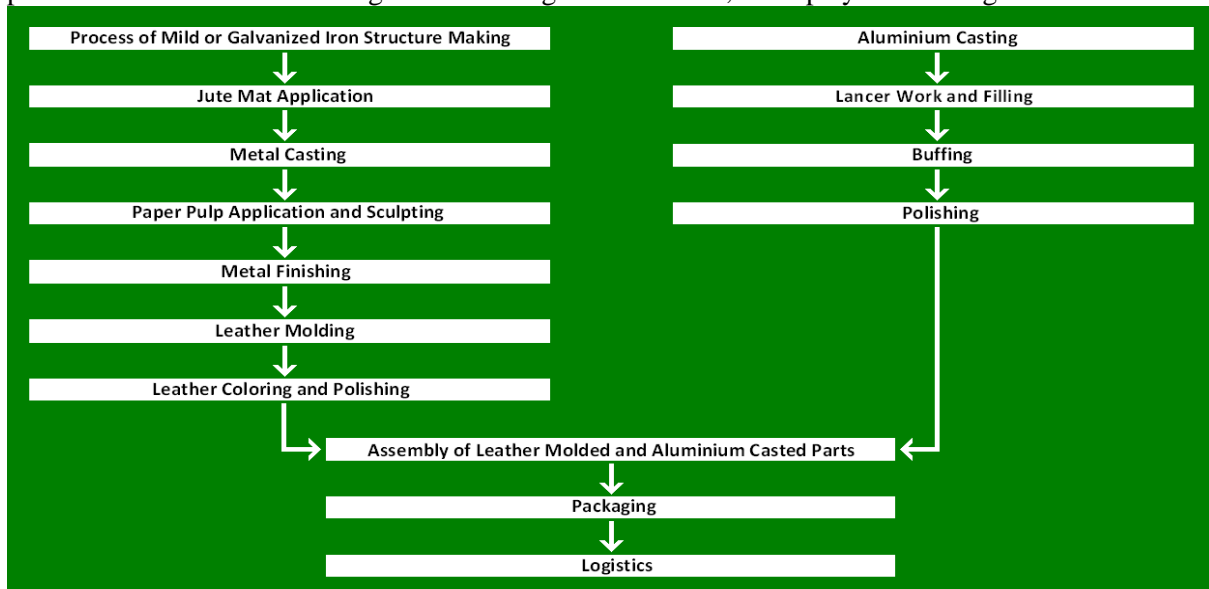 Process of Mild or Galvanized Iron Structure Making
Jute Mat Application
Metal Casting
Paper Pulp Application and Sculpting
Metal Finishing
Leather Molding
Leather Coloring and Polishing
Aluminium Casting
Lancer Work and Filling
Buffing
Polishing
Assembly of Leather Molded and Aluminium Casted Parts
Packaging
Logistics